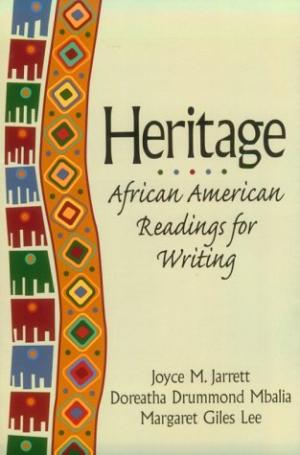 Heritage
African American
Readings for
Writing
Joyce M. Jarrett
Doreatha Drummond Mbalia
Margaret Giles Lee